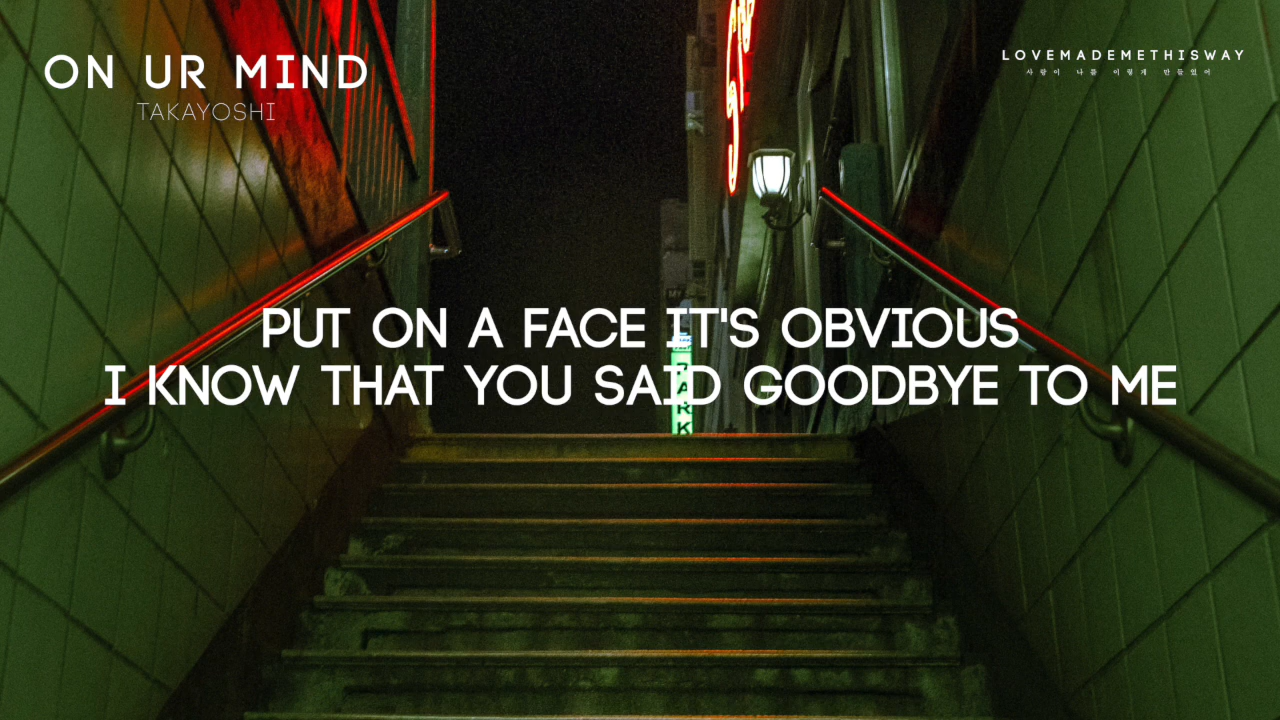 ON UR MIND
TAKAYOSHI
LOVEMADEMETHISWAY
사랑이 나를 이렇게 만들었어
PUT ON A FACE IT'S OBVIOUS
I KNOW THAT YOU SAID GOODBYE TO ME
PARK